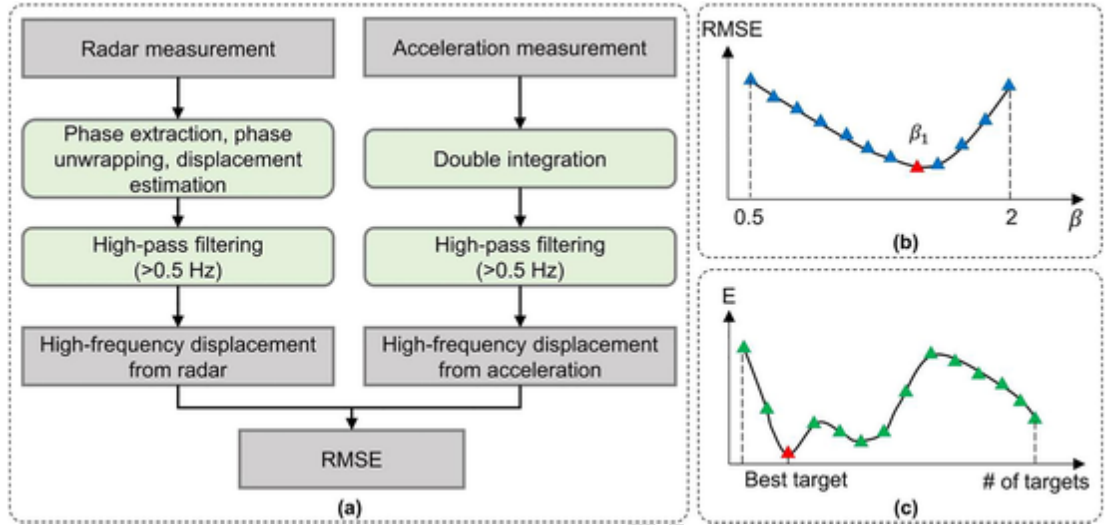 Radar measurement
Acceleration measurement
Phase extraction, phase
unwrapping, displacement
estimation
Double integration
High-pass filtering
(>0.5 Hz)
High-pass filtering
(>0.5 Hz)
High-frequency displacement
from radar
High-frequency displacement
from acceleration
RMSE
(a)
RMSE
β₁
0.5
2
β
(b)
E
Best target
# of targets
(c)